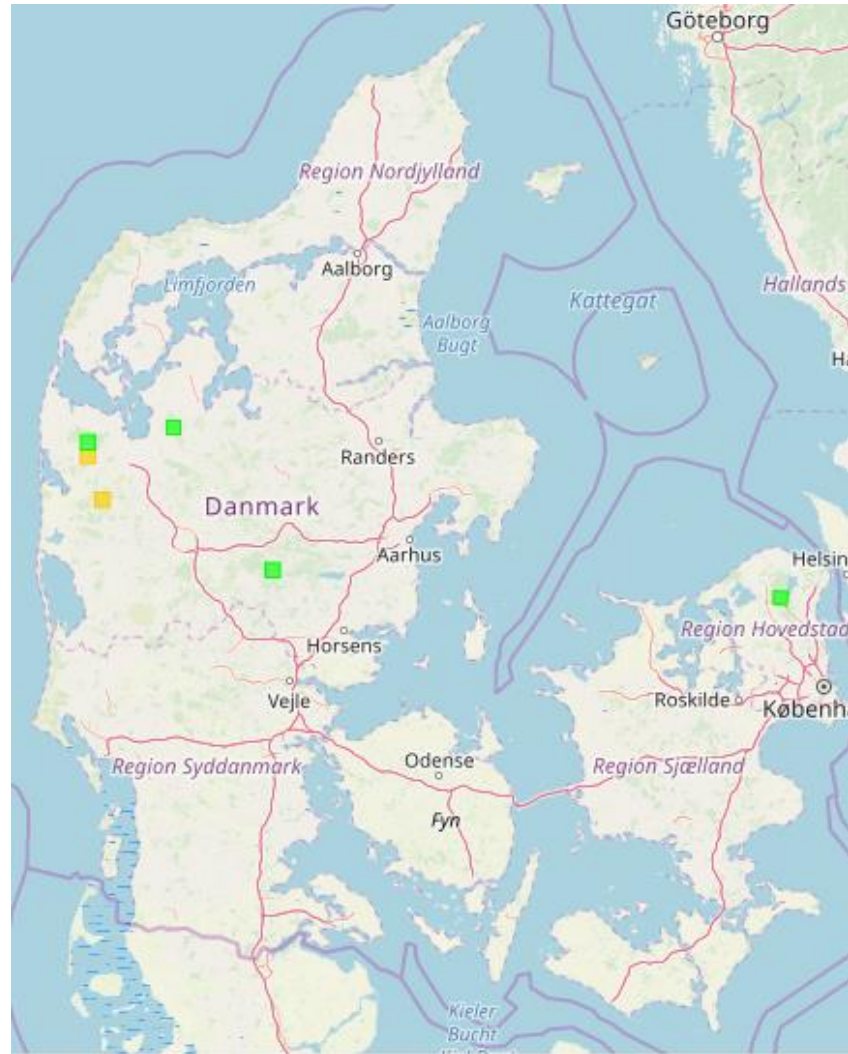 Göteborg
Region Nordjylland
Aalborg
Limfjorden
Hallands
Kattegat
Aalborg
Bugt
Randers
Danmark
Aarhus
Helsin
Region Hovedstad
Horsens
Vejle
Roskilde
Københa
Odense
Region Syddanmark
Region Sjælland
Fyn
Kieler
Bucht